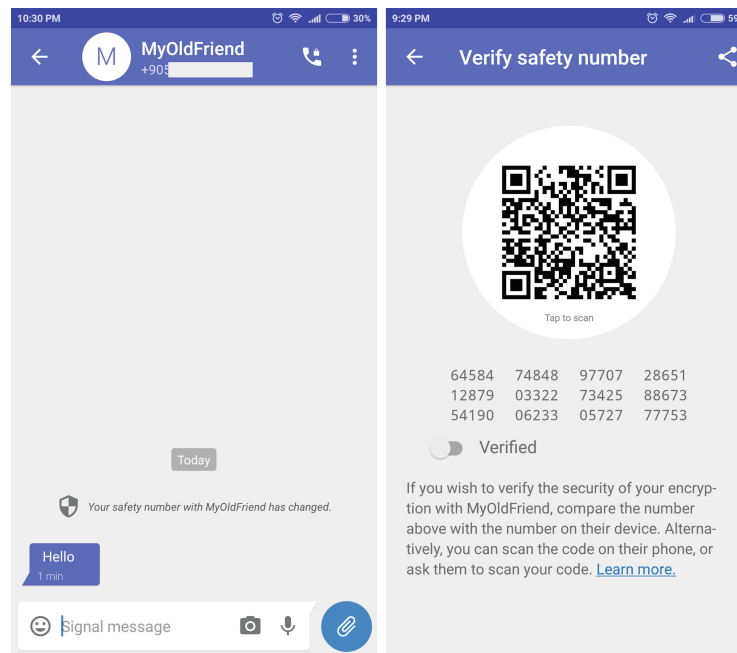 10:30 PM
30%
M
MyOldFriend
+905
Today
Your safety number with MyOldFriend has changed.
Hello
1 min
Signal message
9:29 PM
59
Verify safety number
Tap to scan
64584 74848 97707 28651
12879 03322 73425 88673
54190 06233 05727 77753
Verified
If you wish to verify the security of your encryp-
tion with MyOldFriend, compare the number
above with the number on their device. Alterna-
tively, you can scan the code on their phone, or
ask them to scan your code. Learn more.